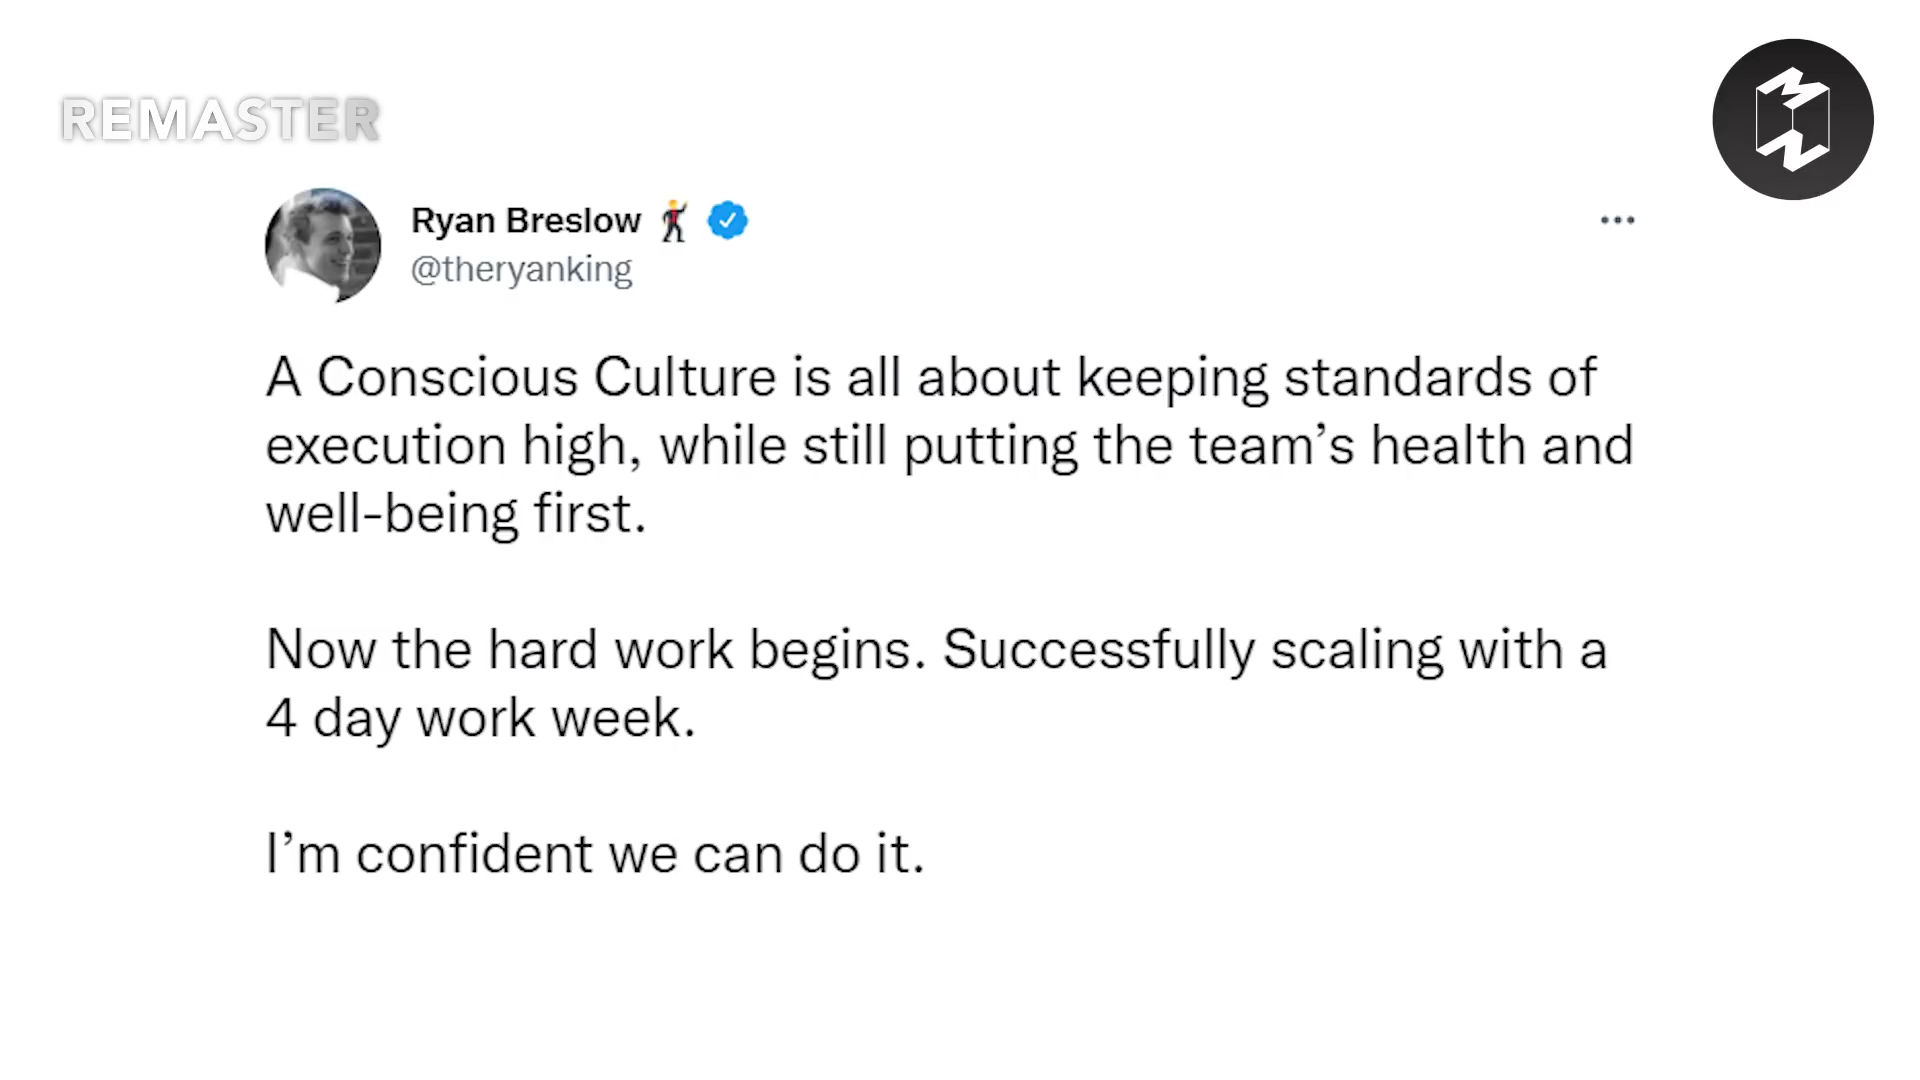 REMASTER
MN
Ryan Breslow
@theryanking
A Conscious Culture is all about keeping standards of
execution high, while still putting the team’s health and
well-being first.
Now the hard work begins. Successfully scaling with a
4 day work week.
I’m confident we can do it.